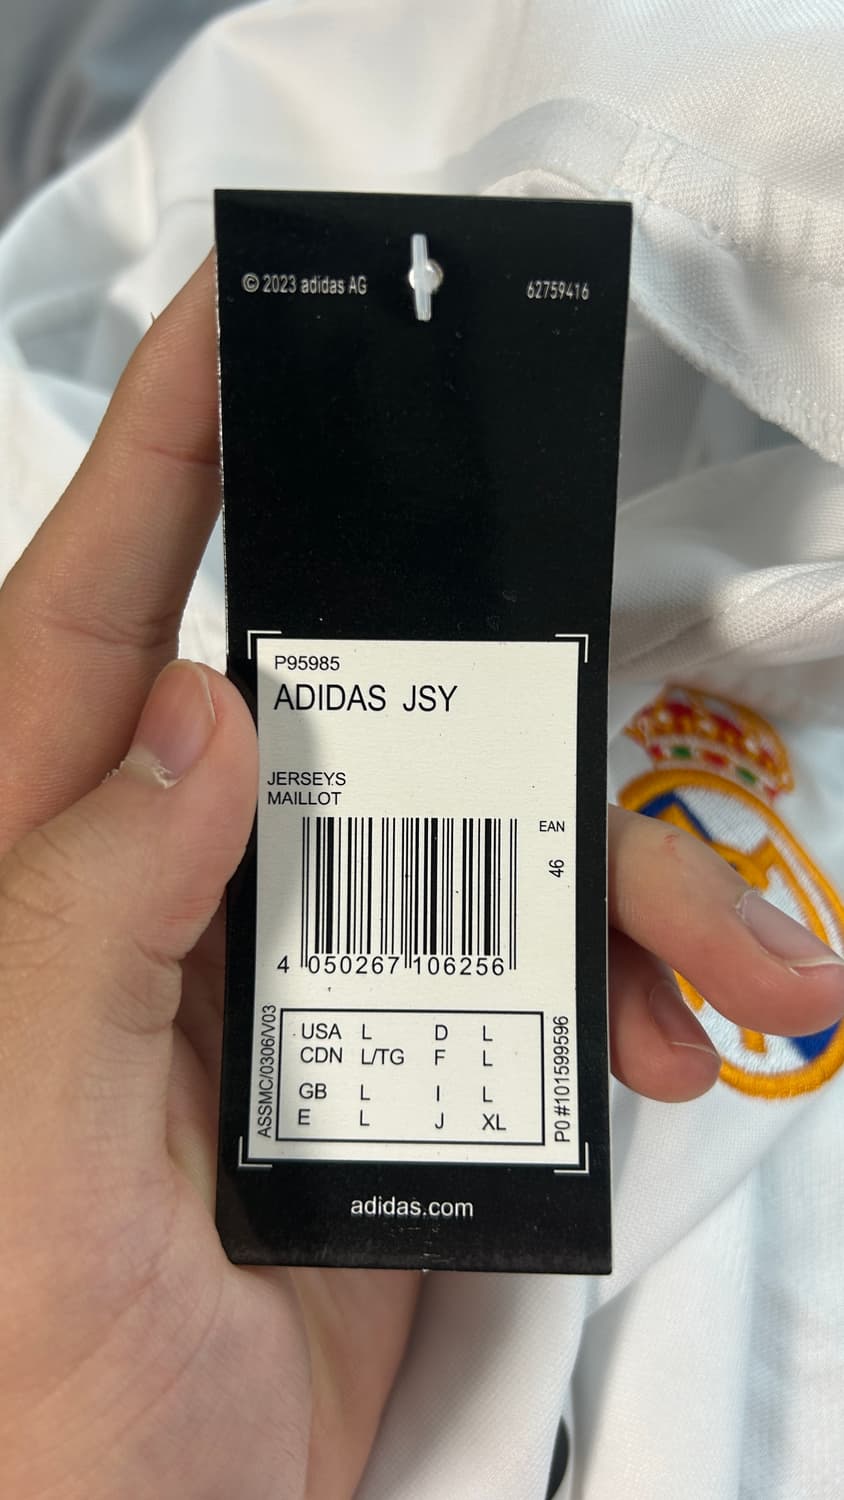 © 2023 adidas AG
62759416
P95985
ADIDAS JSY
JERSEYS
MAILLOT
EAN
46
4 050267 106256
ASSMC/0306/V03
USA L D L
CDN L/TG F L
GB L I L
E L J XL
P0 #101599596
adidas.com